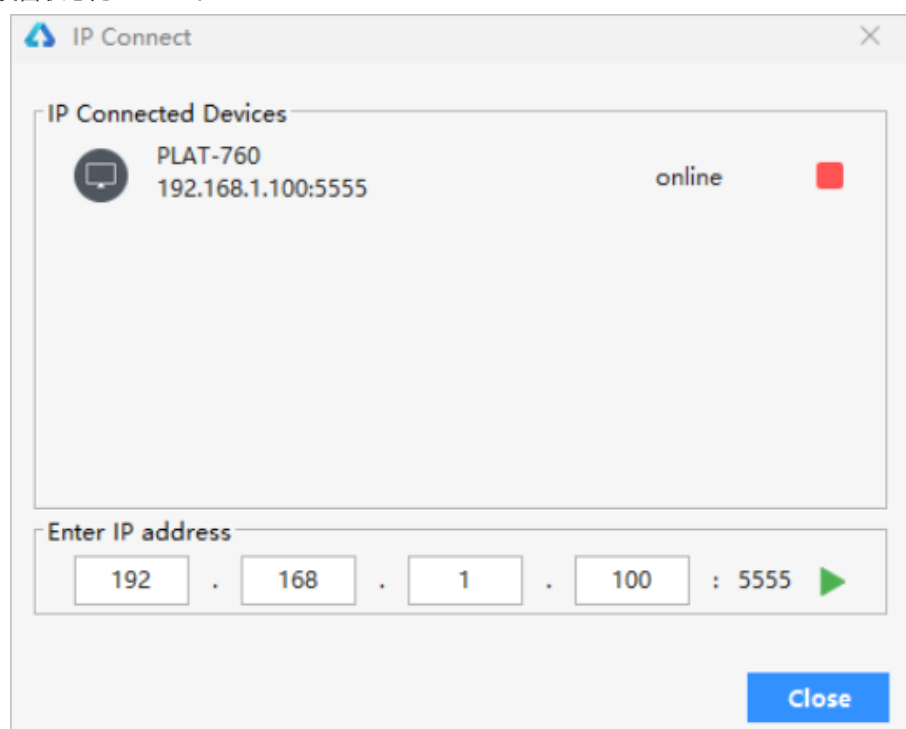 IP Connect
IP Connected Devices
PLAT-760
192.168.1.100:5555
online
Enter IP address
192 . 168 . 1 . 100 : 5555
Close